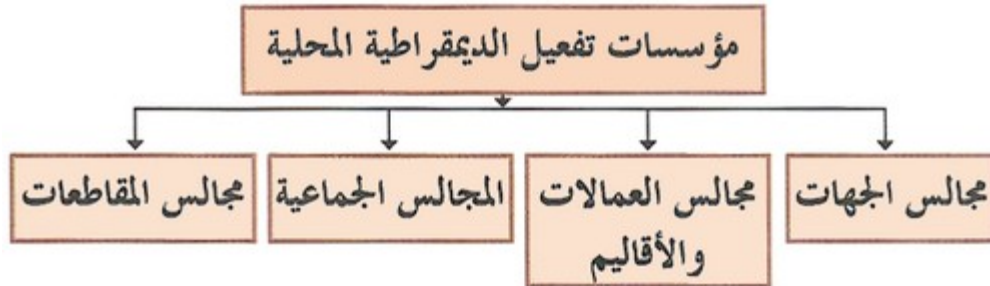 مؤسسات تفعيل الديمقراطية المحلية
مجالس الجهات
مجالس العمالات
والأقاليم
المجالس الجماعية
مجالس المقاطعات